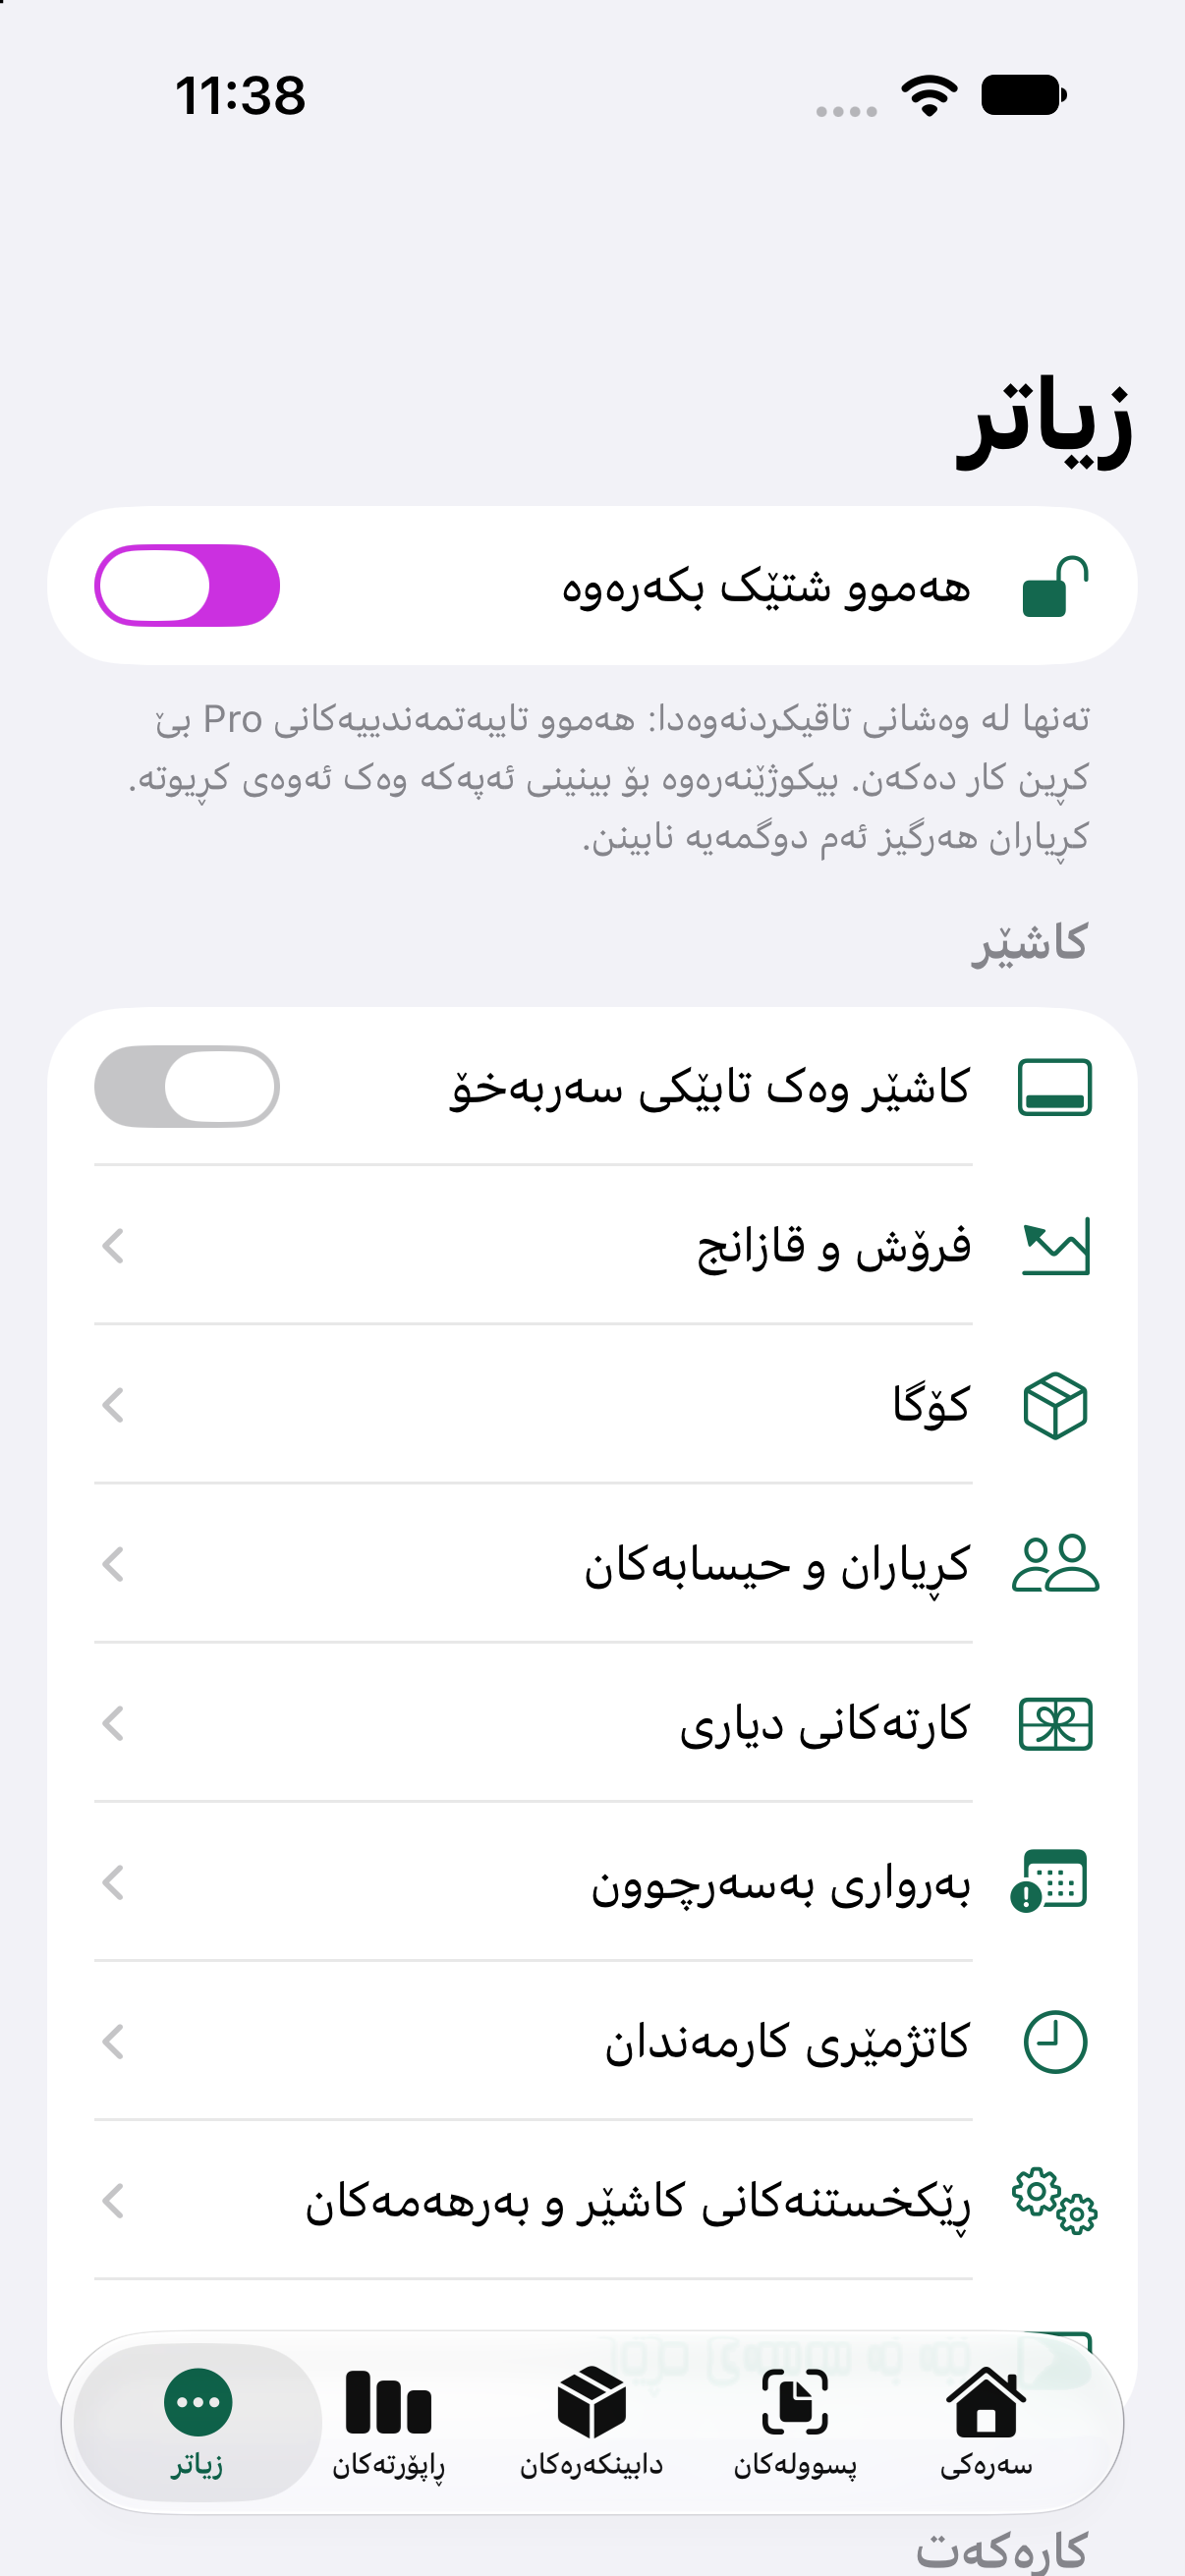 11:38
زیاتر
هەموو شتێک بکەرەوە
تەنها لە وەشانی تاقیکردنەوەدا: هەموو تایبەتمەندییەکانی Pro بێ
کڕین کار دەکەن. بیکوژێنەرەوە بۆ بینینی ئەپەکە وەک ئەوەی کڕیوتە.
کڕیاران هەرگیز ئەم دوگمەیە نابینن.
کاشێر
کاشێر وەک تابێکی سەربەخۆ
فرۆش و قازانج
کۆگا
کڕیاران و حیسابەکان
کارتەکانی دیاری
بەرواری بەسەرچوون
کاتژمێری کارمەندان
ڕێکخستنەکانی کاشێر و بەرهەمەکان
سەرەکی
پسوولەکان
دابینکەرەکان
ڕاپۆرتەکان
زیاتر
کارەکەت